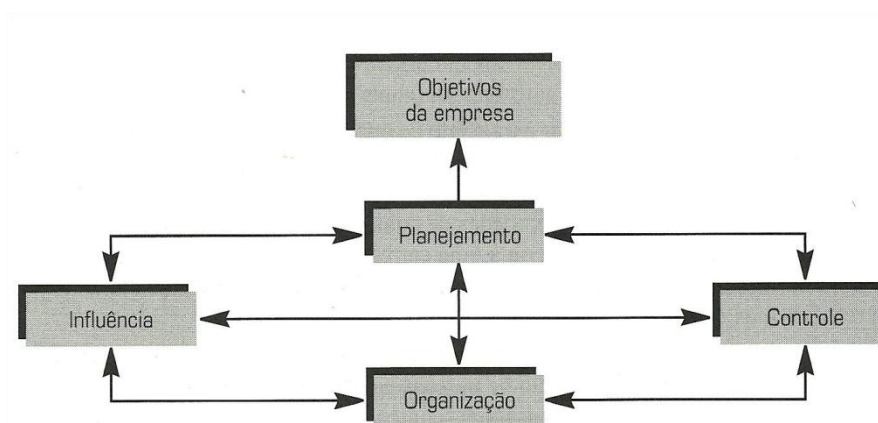 Objetivos
da empresa
Planejamento
Influência
Controle
Organização